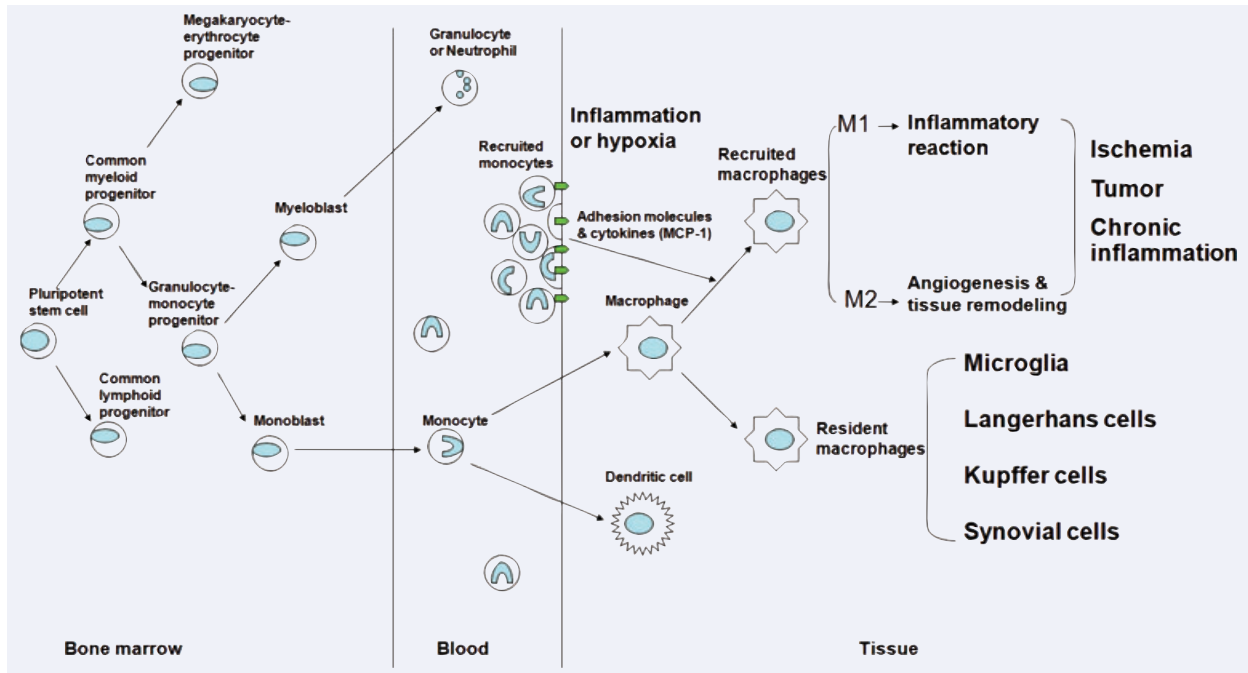 Megakaryocyte-
erythrocyte
progenitor
Common
myeloid
progenitor
Myeloblast
Pluripotent
stem cell
Granulocyte-
monocyte
progenitor
Common
lymphoid
progenitor
Monoblast
Bone marrow
Granulocyte
or Neutrophil
Recruited
monocytes
Monocyte
Blood
Inflammation
or hypoxia
Adhesion molecules
& cytokines (MCP-1)
Macrophage
Dendritic cell
Recruited
macrophages
Resident
macrophages
M1
Inflammatory
reaction
M2
Angiogenesis &
tissue remodeling
Ischemia
Tumor
Chronic
inflammation
Microglia
Langerhans cells
Kupffer cells
Synovial cells
Tissue